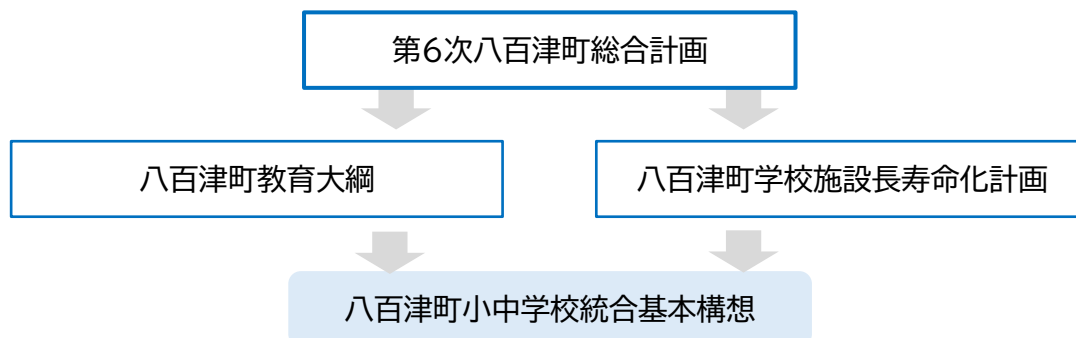 第6次八百津町総合計画
八百津町教育大綱
八百津町学校施設長寿命化計画
八百津町小中学校統合基本構想